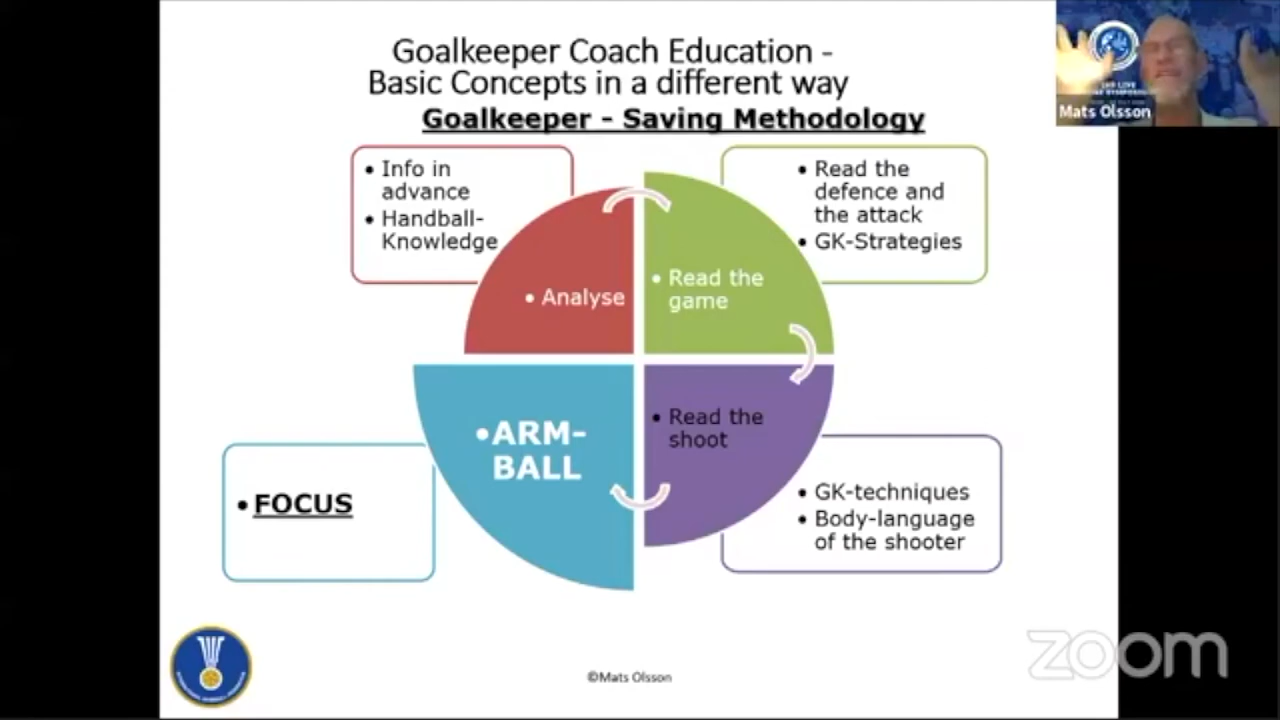 Goalkeeper Coach Education -
Basic Concepts in a different way
Goalkeeper - Saving Methodology
Mats Olsson
• Info in
advance
• Handball-
Knowledge
• Read the
defence and
the attack
• GK-Strategies
• Analyse
• Read the
game
• ARM-
BALL
• Read the
shoot
• FOCUS
• GK-techniques
• Body-language
of the shooter
©Mats Olsson
zoom